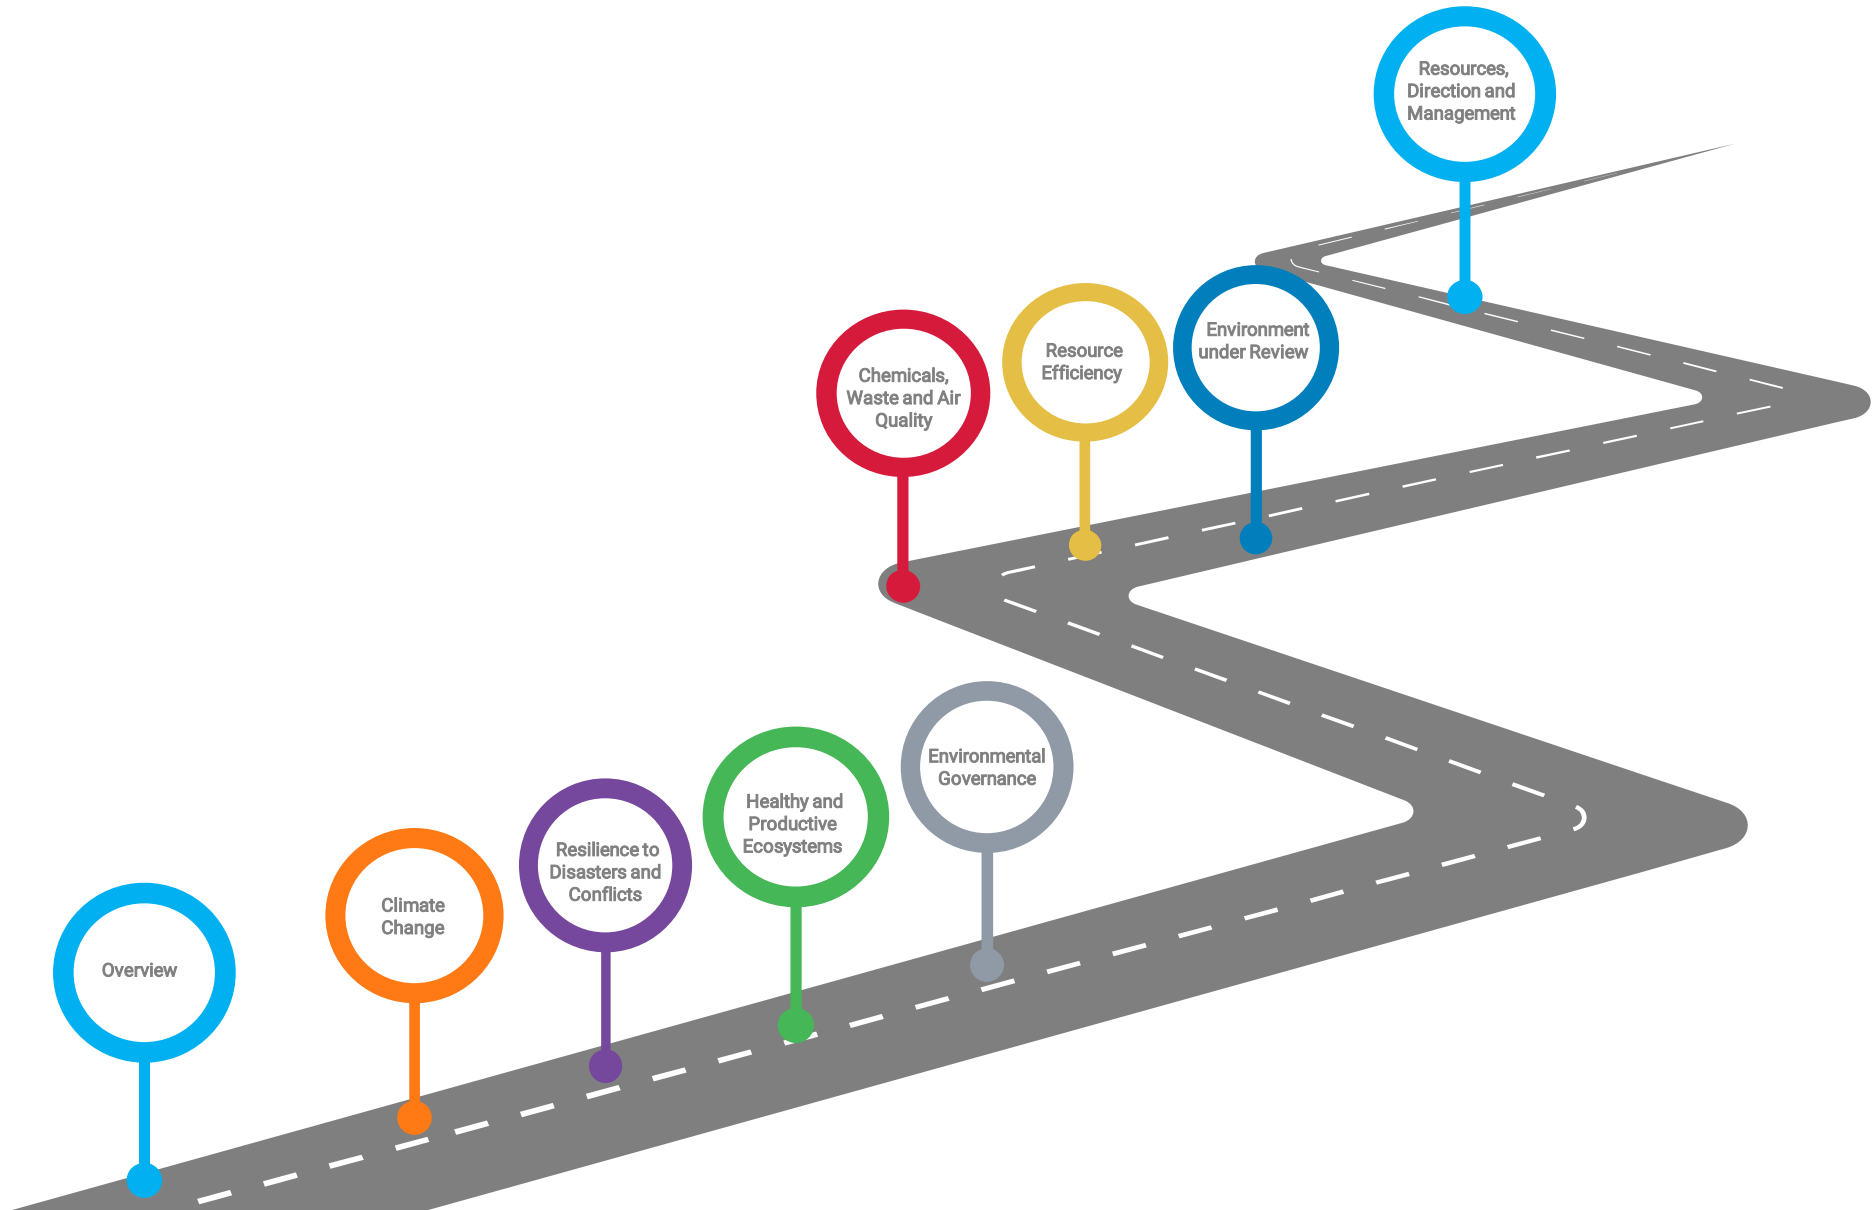 Resources,
Direction and
Management
Environment
under Review
Resource
Efficiency
Chemicals,
Waste and Air
Quality
Environmental
Governance
Healthy and
Productive
Ecosystems
Resilience to
Disasters and
Conflicts
Climate
Change
Overview